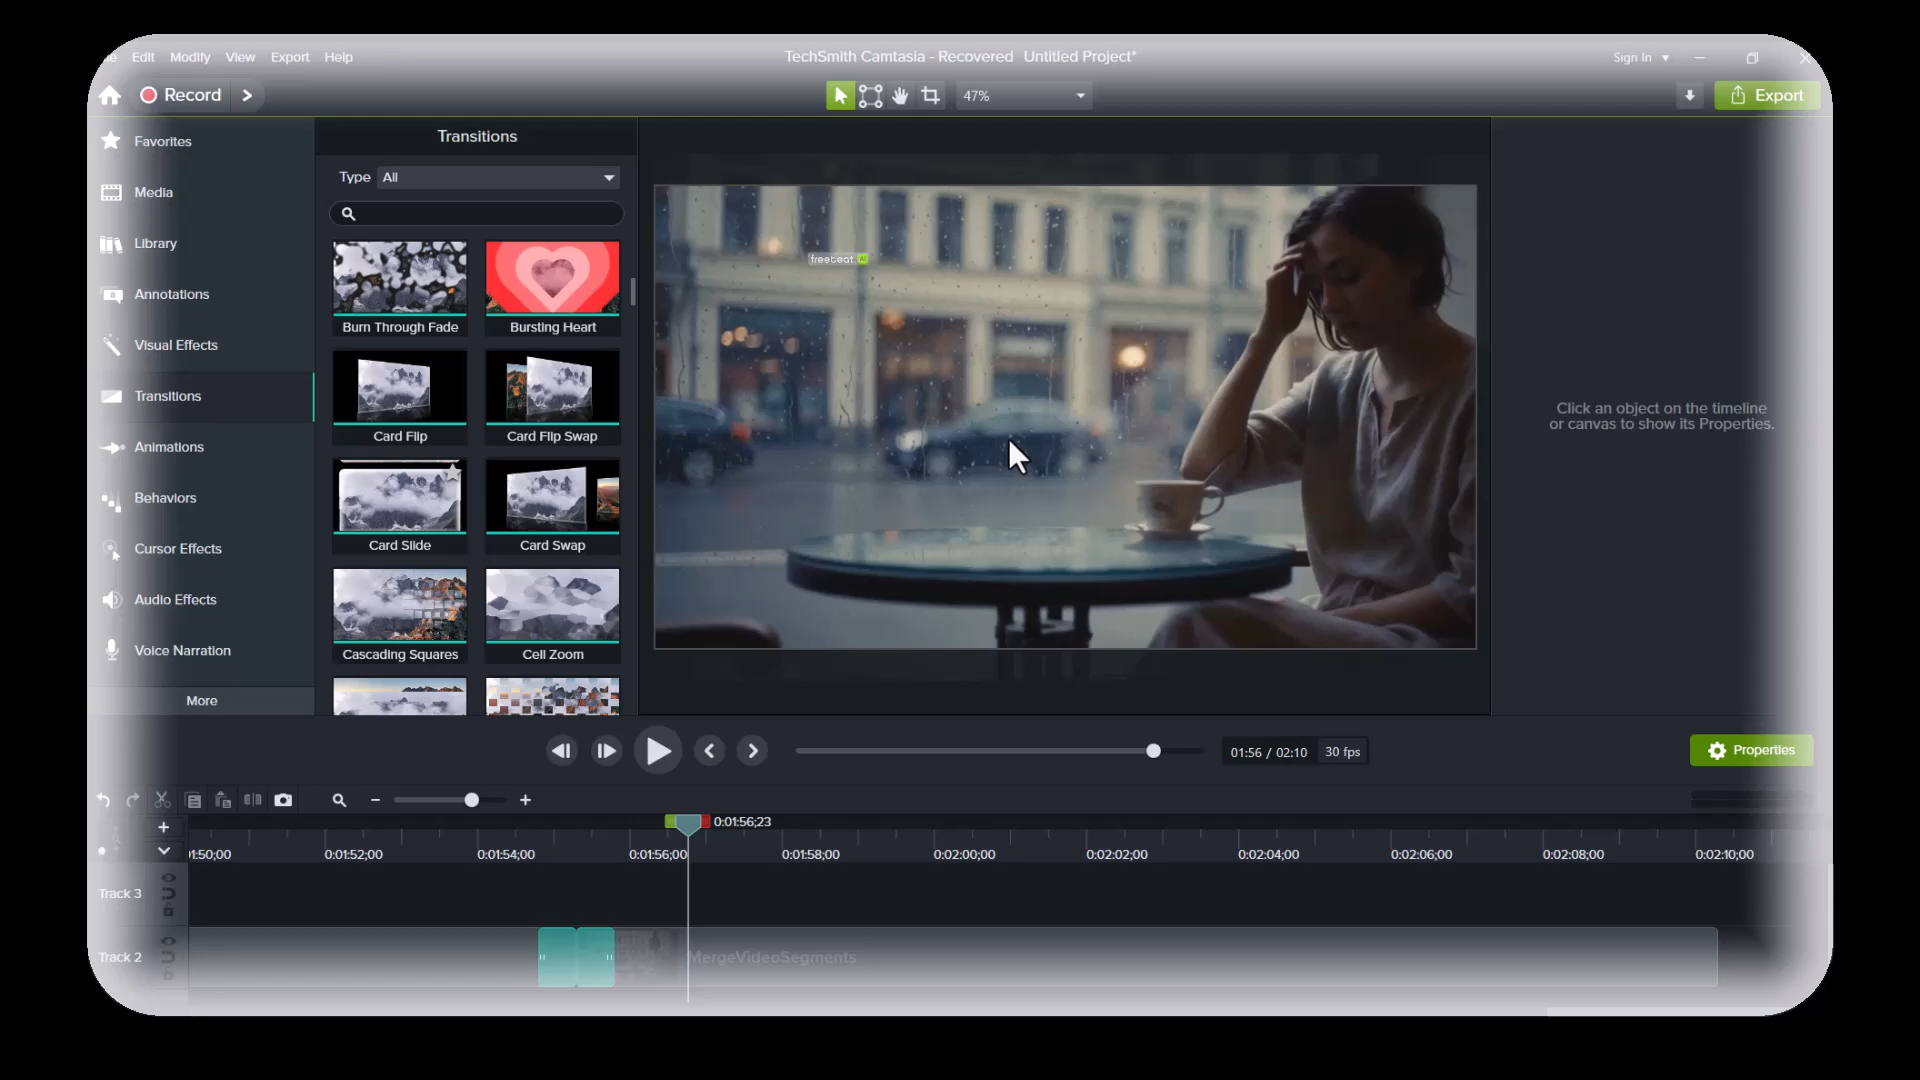 Edit Modify View Export Help
TechSmith Camtasia - Recovered Untitled Project*
Sign In
Record
47%
Export
Favorites
Media
Library
Annotations
Visual Effects
Transitions
Animations
Behaviors
Cursor Effects
Audio Effects
Voice Narration
More
Transitions
Type All
Burn Through Fade
Bursting Heart
Card Flip
Card Flip Swap
Card Slide
Card Swap
Cascading Squares
Cell Zoom
freebeat AI
Click an object on the timeline
or canvas to show its Properties.
01:56 / 02:10 30 fps
Properties
0:01:56;23
0:01:52;00 0:01:54;00 0:01:56;00 0:01:58;00 0:02:00;00 0:02:02;00 0:02:04;00 0:02:06;00 0:02:08;00 0:02:10;00
Track 3
Track 2
MergeVideoSegments